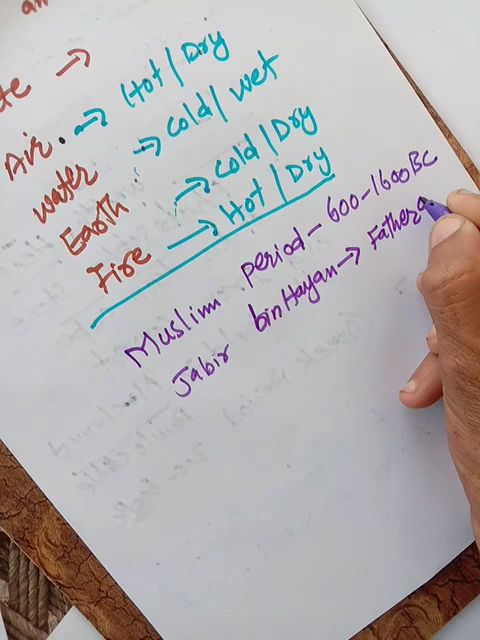 an
te →
Air → Hot/Dry
water → cold/wet
Earth → cold/Dry
Fire → Hot/Dry
Muslim period - 600-1600 BC
Jabir bin Hayan → Father